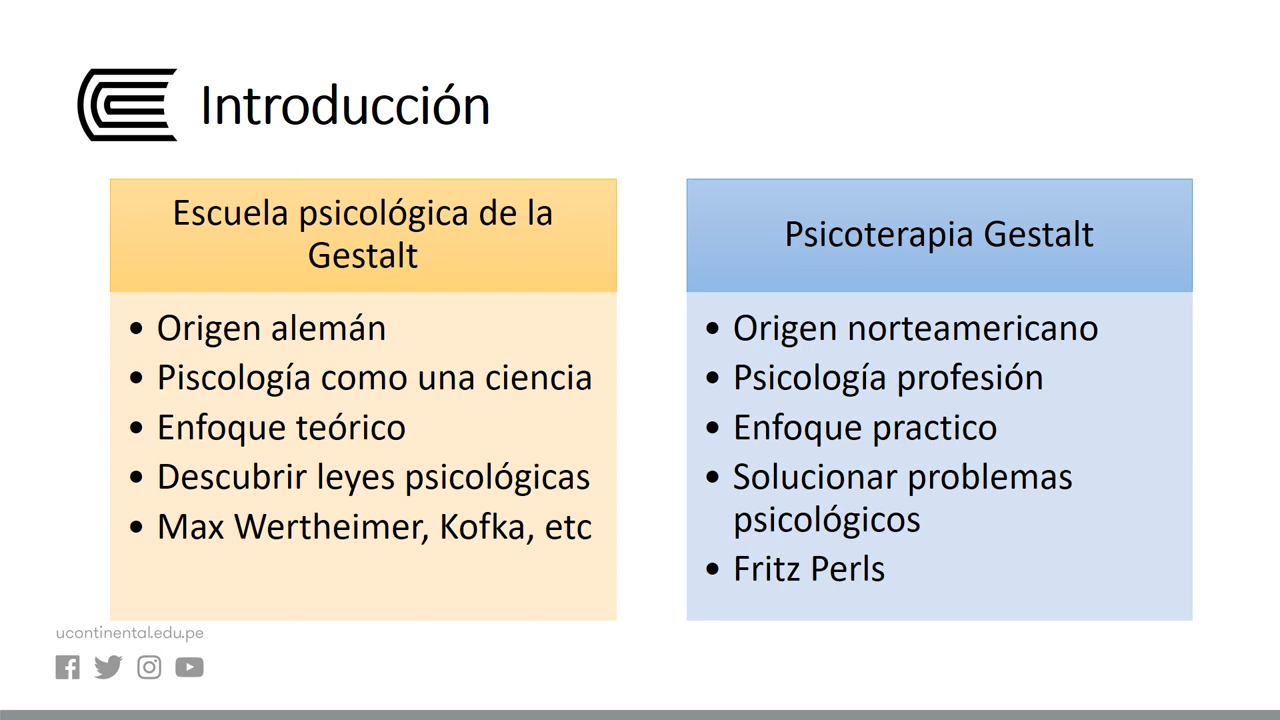 Introducción
Escuela psicológica de la
Gestalt
• Origen alemán
• Piscología como una ciencia
• Enfoque teórico
• Descubrir leyes psicológicas
• Max Wertheimer, Kofka, etc
Psicoterapia Gestalt
• Origen norteamericano
• Psicología profesión
• Enfoque practico
• Solucionar problemas
psicológicos
• Fritz Perls
ucontinental.edu.pe